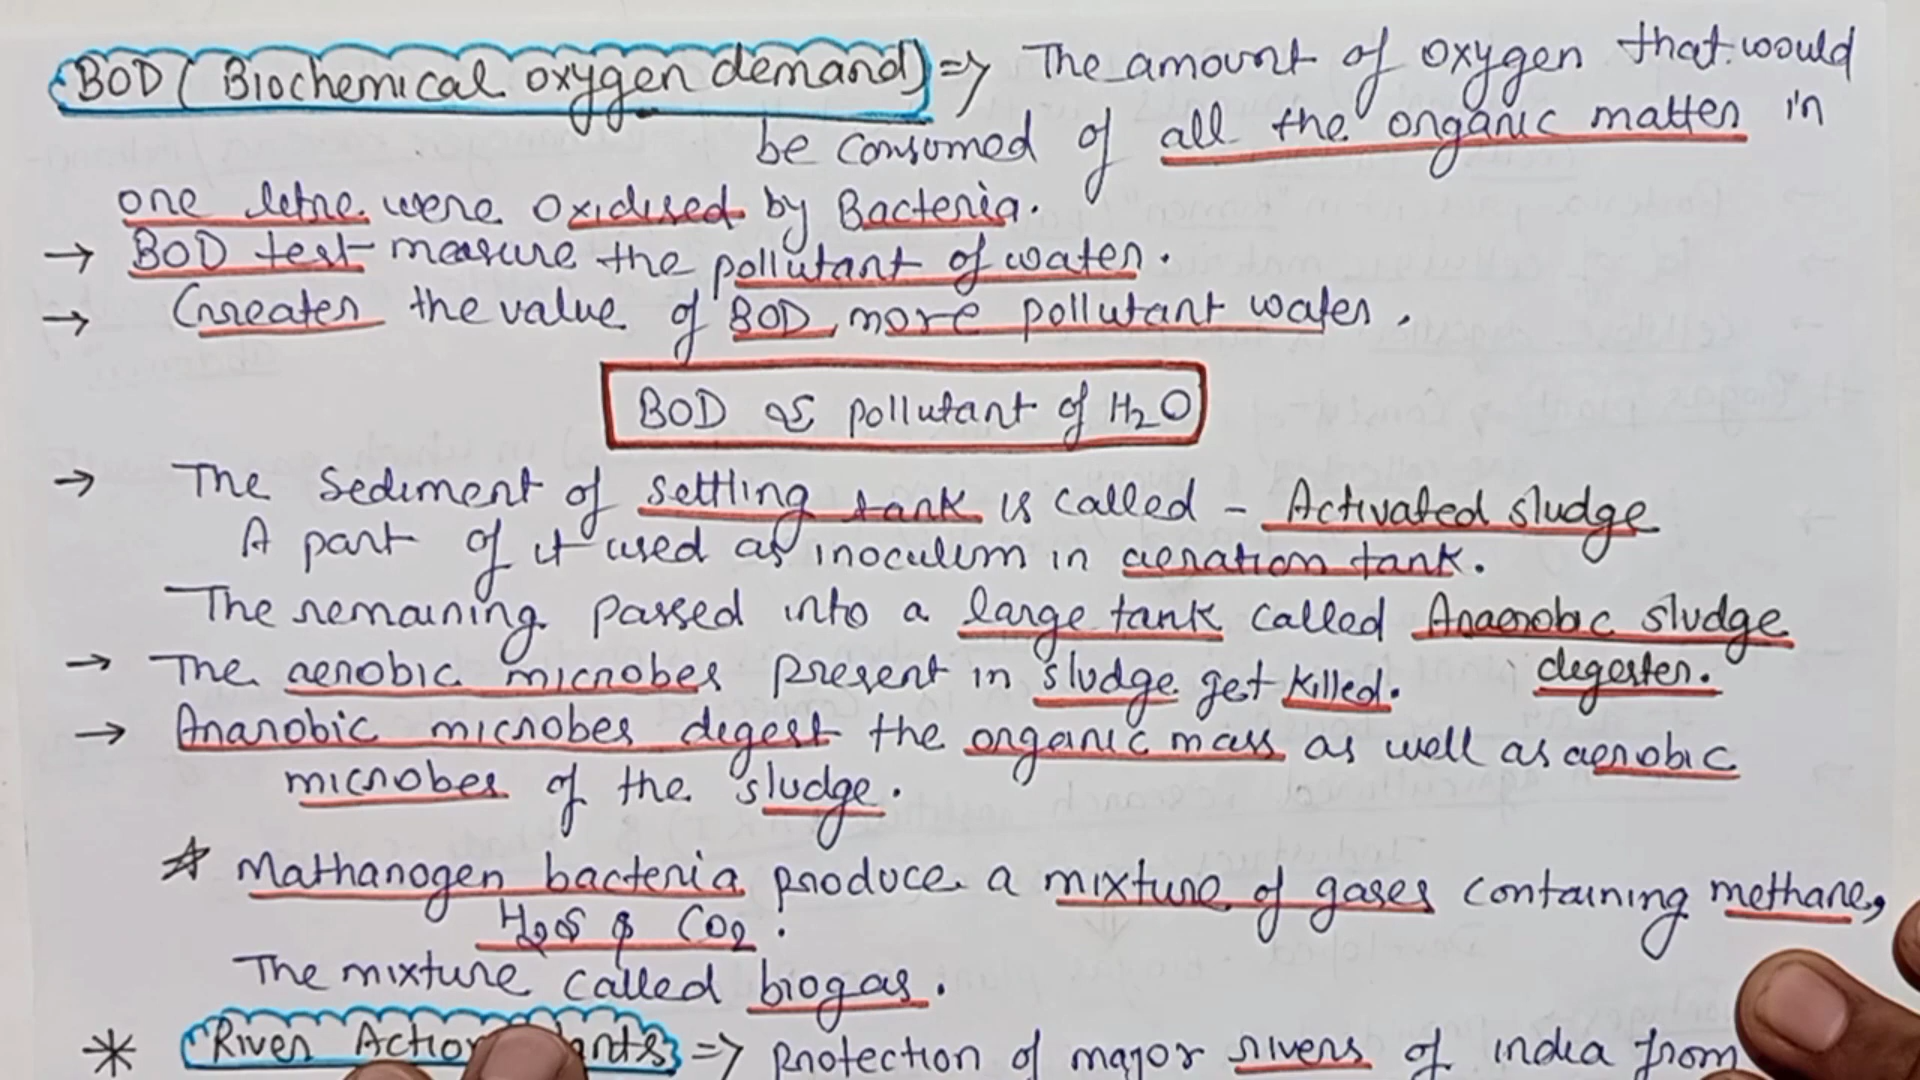 BOD (Biochemical oxygen demand) => The amount of oxygen that would
be consumed of all the organic matter in
one letre were oxidised by Bacteria.
→ BOD test measure the pollutant of water.
→ Greater the value of BOD, more pollutant water.
BOD ∝ pollutant of H2O
→ The Sediment of settling tank is called - Activated sludge
A part of it used as inoculum in aeration tank.
The remaining passed into a large tank called Anaerobic sludge
digester.
→ The aerobic microbes present in sludge get killed.
→ Anarobic microbes digest the organic mass as well as aerobic
microbes of the sludge.
☆ Mathanogen bacteria produce a mixture of gases containing methane,
H2S & CO2.
The mixture called biogas.
* River Action => protection of major rivers of india from